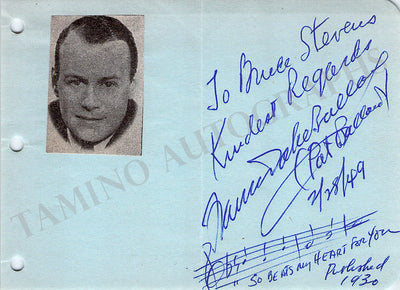 To Bruce Stevens
Kindest Regards
(Pat Ballard)
2/28/49
"SO BEATS MY HEART FOR YOU
Published
1930
TAMINO AUTOGRAPHS